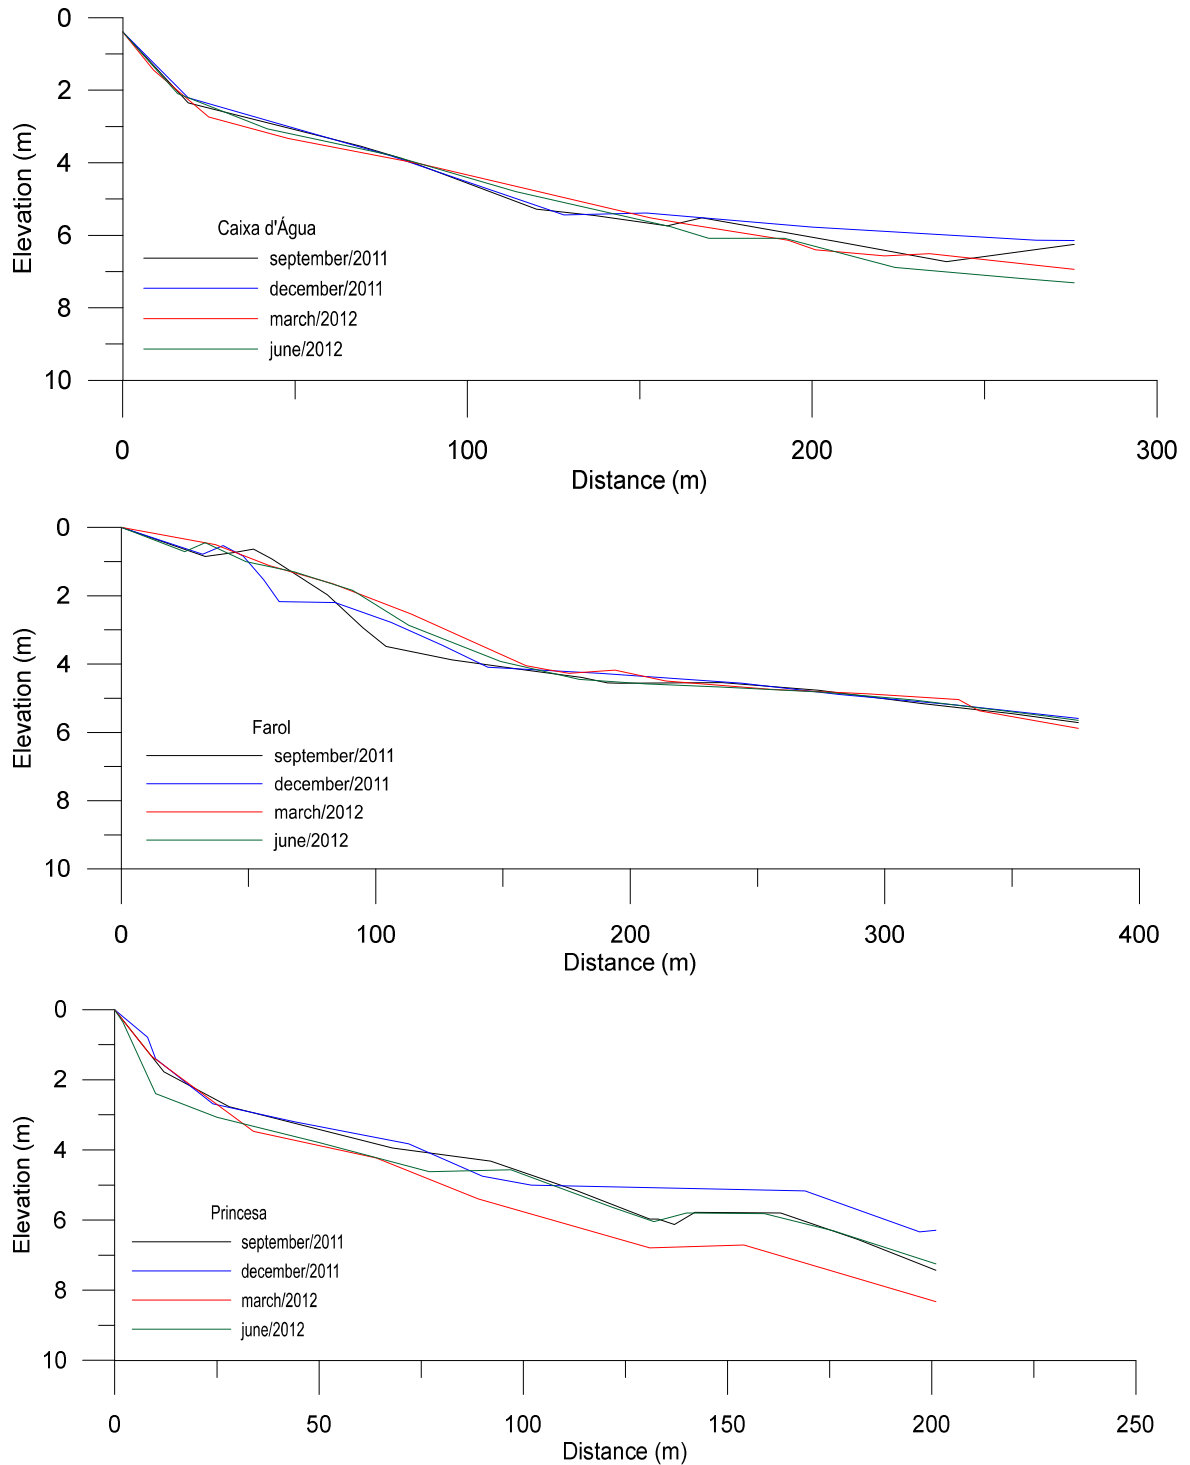 0
2
4
6
8
10
Elevation (m)
Caixa d'Água
september/2011
december/2011
march/2012
june/2012
0 100 200 300
Distance (m)
0
2
4
6
8
10
Elevation (m)
Farol
september/2011
december/2011
march/2012
june/2012
0 100 200 300 400
Distance (m)
0
2
4
6
8
10
Elevation (m)
Princesa
september/2011
december/2011
march/2012
june/2012
0 50 100 150 200 250
Distance (m)